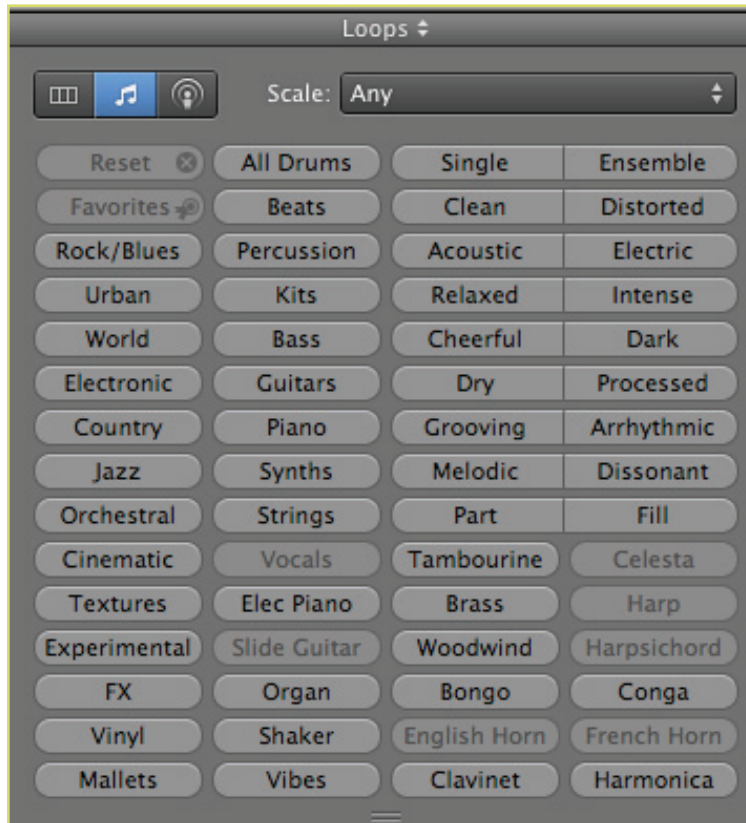 Loops
Scale: Any
Reset All Drums Single Ensemble
Favorites Beats Clean Distorted
Rock/Blues Percussion Acoustic Electric
Urban Kits Relaxed Intense
World Bass Cheerful Dark
Electronic Guitars Dry Processed
Country Piano Grooving Arrhythmic
Jazz Synths Melodic Dissonant
Orchestral Strings Part Fill
Cinematic Vocals Tambourine Celesta
Textures Elec Piano Brass Harp
Experimental Slide Guitar Woodwind Harpsichord
FX Organ Bongo Conga
Vinyl Shaker English Horn French Horn
Mallets Vibes Clavinet Harmonica